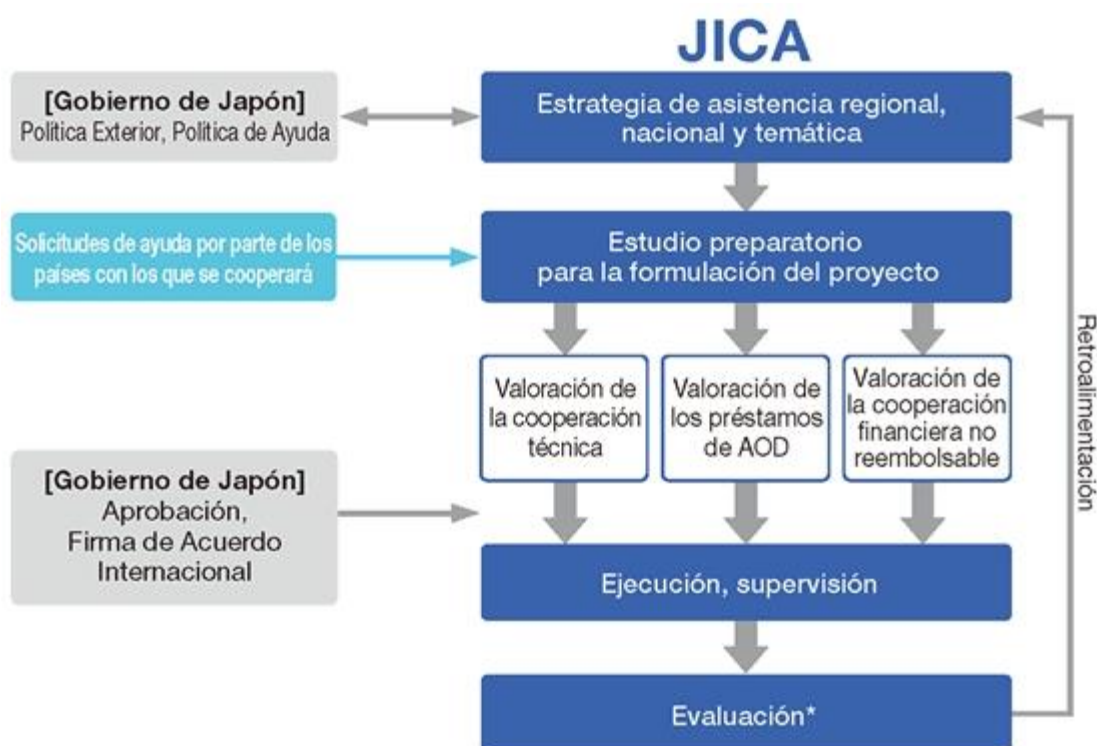 JICA
[Gobierno de Japón]
Política Exterior, Política de Ayuda
Estrategia de asistencia regional,
nacional y temática
Solicitudes de ayuda por parte de los
países con los que se cooperará
Estudio preparatorio
para la formulación del proyecto
Valoración de
la cooperación
técnica
Valoración de
los préstamos
de AOD
Valoración de
la cooperación
financiera no
reembolsable
Retroalimentación
[Gobierno de Japón]
Aprobación,
Firma de Acuerdo
Internacional
Ejecución, supervisión
Evaluación*